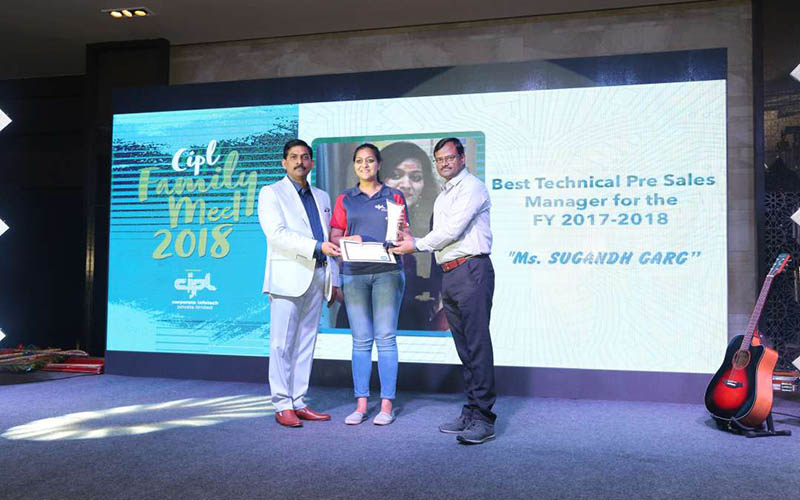 Cipl
Family
Meet
2018
cipl
corporate infotech
private limited
Best Technical Pre Sales
Manager for the
FY 2017-2018
"Ms. SUGANDH GARG"
cipl